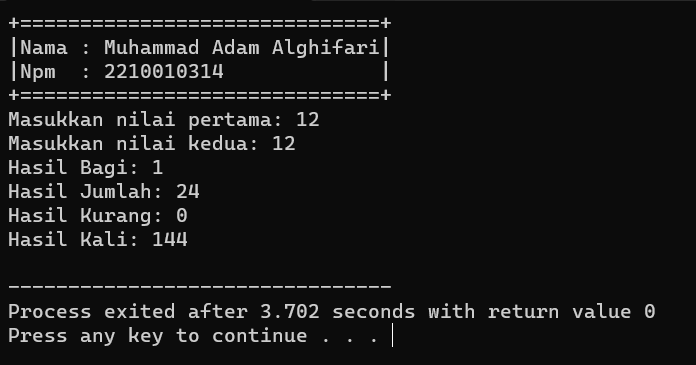 +==============================+
|Nama : Muhammad Adam Alghifari|
|Npm  : 2210010314             |
+==============================+
Masukkan nilai pertama: 12
Masukkan nilai kedua: 12
Hasil Bagi: 1
Hasil Jumlah: 24
Hasil Kurang: 0
Hasil Kali: 144
--------------------------------
Process exited after 3.702 seconds with return value 0
Press any key to continue . . .